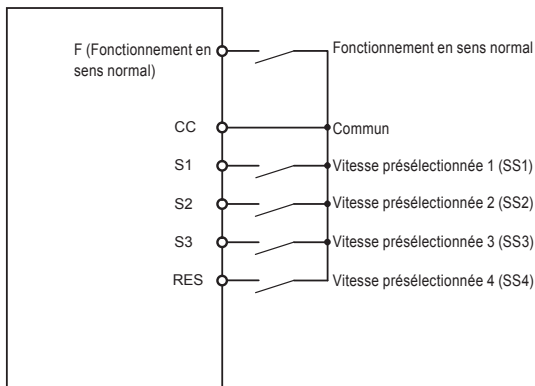 F (Fonctionnement en
sens normal)
Fonctionnement en sens normal
CC
Commun
S1
Vitesse présélectionnée 1 (SS1)
S2
Vitesse présélectionnée 2 (SS2)
S3
Vitesse présélectionnée 3 (SS3)
RES
Vitesse présélectionnée 4 (SS4)